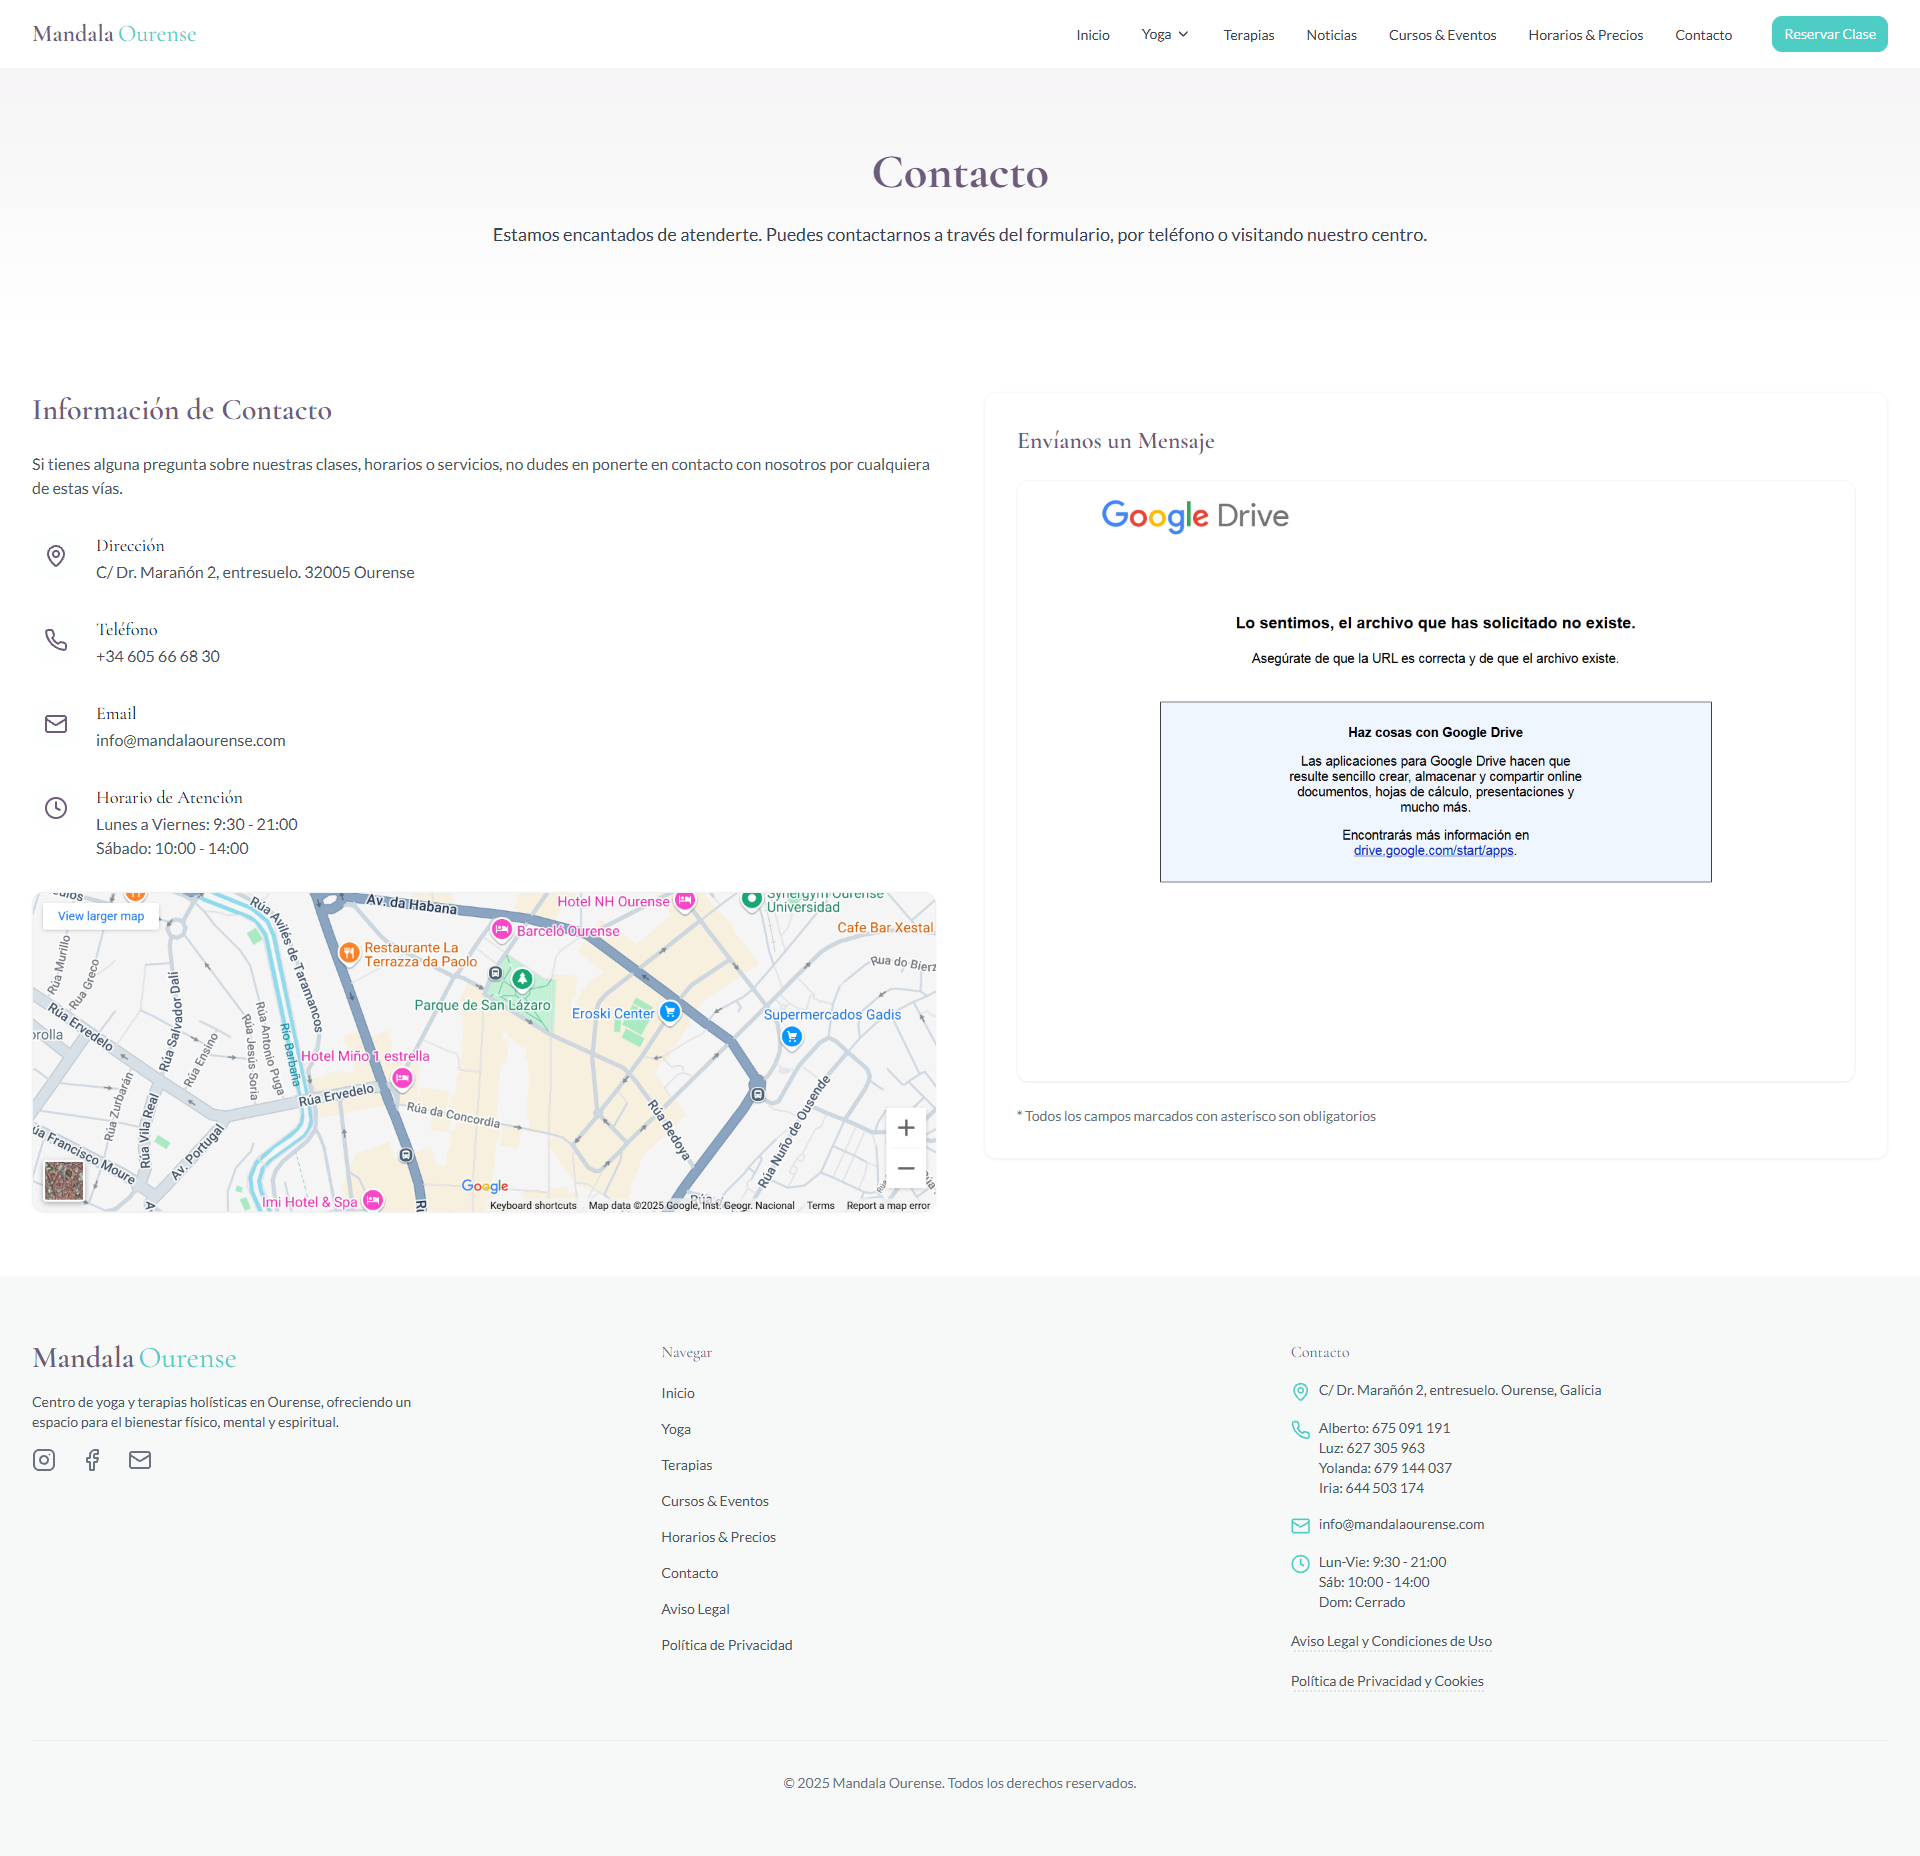 Mandala Ourense
Inicio
Yoga
Terapias
Noticias
Cursos & Eventos
Horarios & Precios
Contacto
Reservar Clase
Contacto
Estamos encantados de atenderte. Puedes contactarnos a través del formulario, por teléfono o visitando nuestro centro.
Información de Contacto
Si tienes alguna pregunta sobre nuestras clases, horarios o servicios, no dudes en ponerte en contacto con nosotros por cualquiera
de estas vías.
Dirección
C/ Dr. Marañón 2, entresuelo. 32005 Ourense
Teléfono
+34 605 66 68 30
Email
info@mandalaourense.com
Horario de Atención
Lunes a Viernes: 9:30 - 21:00
Sábado: 10:00 - 14:00
View larger map
Rúa Avilés de Taramancos
Av. da Habana
Hotel NH Ourense
Synergym Ourense
Universidad
Barceló Ourense
Cafe Bar Xestal
Restaurante La
Terrazza da Paolo
Rúa Murillo
Rúa Greco
Rúa Salvador Dalí
Rua do Bierz
Parque de San Lázaro
Eroski Center
Supermercados Gadis
Rúa Ervedelo
orolla
Rúa Ensino
Rúa Antonio Puga
Rúa Jesús Soria
Río Barbaña
Hotel Miño 1 estrella
Rúa Zurbarán
Rúa Vila Real
Rúa Ervedelo
Rúa da Concordia
Rúa Bedoya
Rúa Nuño de Ousende
úa Francisco Moure
Av. Portugal
Imi Hotel & Spa
Google
Keyboard shortcuts
Map data ©2025 Google, Inst. Geogr. Nacional
Terms
Report a map error
Envíanos un Mensaje
Google Drive
Lo sentimos, el archivo que has solicitado no existe.
Asegúrate de que la URL es correcta y de que el archivo existe.
Haz cosas con Google Drive
Las aplicaciones para Google Drive hacen que
resulte sencillo crear, almacenar y compartir online
documentos, hojas de cálculo, presentaciones y
mucho más.
Encontrarás más información en
drive.google.com/start/apps.
* Todos los campos marcados con asterisco son obligatorios
Mandala Ourense
Centro de yoga y terapias holísticas en Ourense, ofreciendo un
espacio para el bienestar físico, mental y espiritual.
Navegar
Inicio
Yoga
Terapias
Cursos & Eventos
Horarios & Precios
Contacto
Aviso Legal
Política de Privacidad
Contacto
C/ Dr. Marañón 2, entresuelo. Ourense, Galicia
Alberto: 675 091 191
Luz: 627 305 963
Yolanda: 679 144 037
Iria: 644 503 174
info@mandalaourense.com
Lun-Vie: 9:30 - 21:00
Sáb: 10:00 - 14:00
Dom: Cerrado
Aviso Legal y Condiciones de Uso
Política de Privacidad y Cookies
© 2025 Mandala Ourense. Todos los derechos reservados.